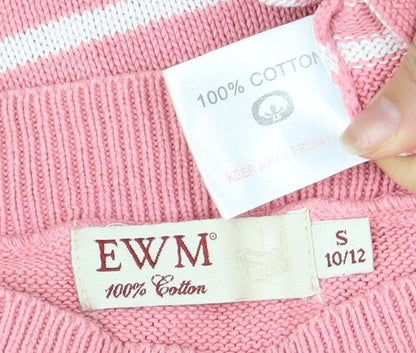 100% COTTON
KEEP AWAY FROM
EWM®
100% Cotton
S
10/12